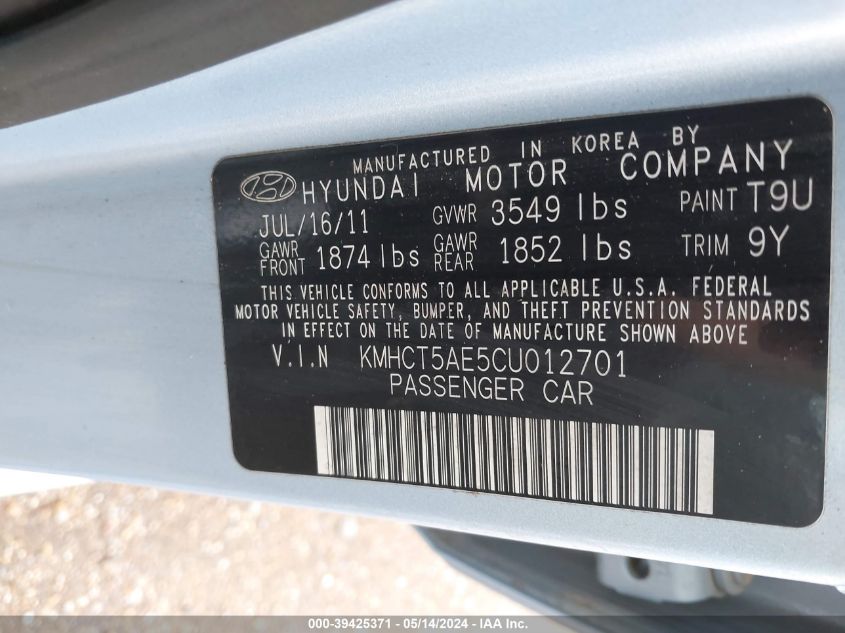 MANUFACTURED IN KOREA BY
HYUNDAI MOTOR COMPANY
JUL/16/11 GVWR 3549 lbs PAINT T9U
GAWR FRONT 1874 lbs GAWR REAR 1852 lbs TRIM 9Y
THIS VEHICLE CONFORMS TO ALL APPLICABLE U.S.A. FEDERAL
MOTOR VEHICLE SAFETY, BUMPER, AND THEFT PREVENTION STANDARDS
IN EFFECT ON THE DATE OF MANUFACTURE SHOWN ABOVE
V.I.N KMHCT5AE5CU012701
PASSENGER CAR
000-39425371 - 05/14/2024 - IAA Inc.